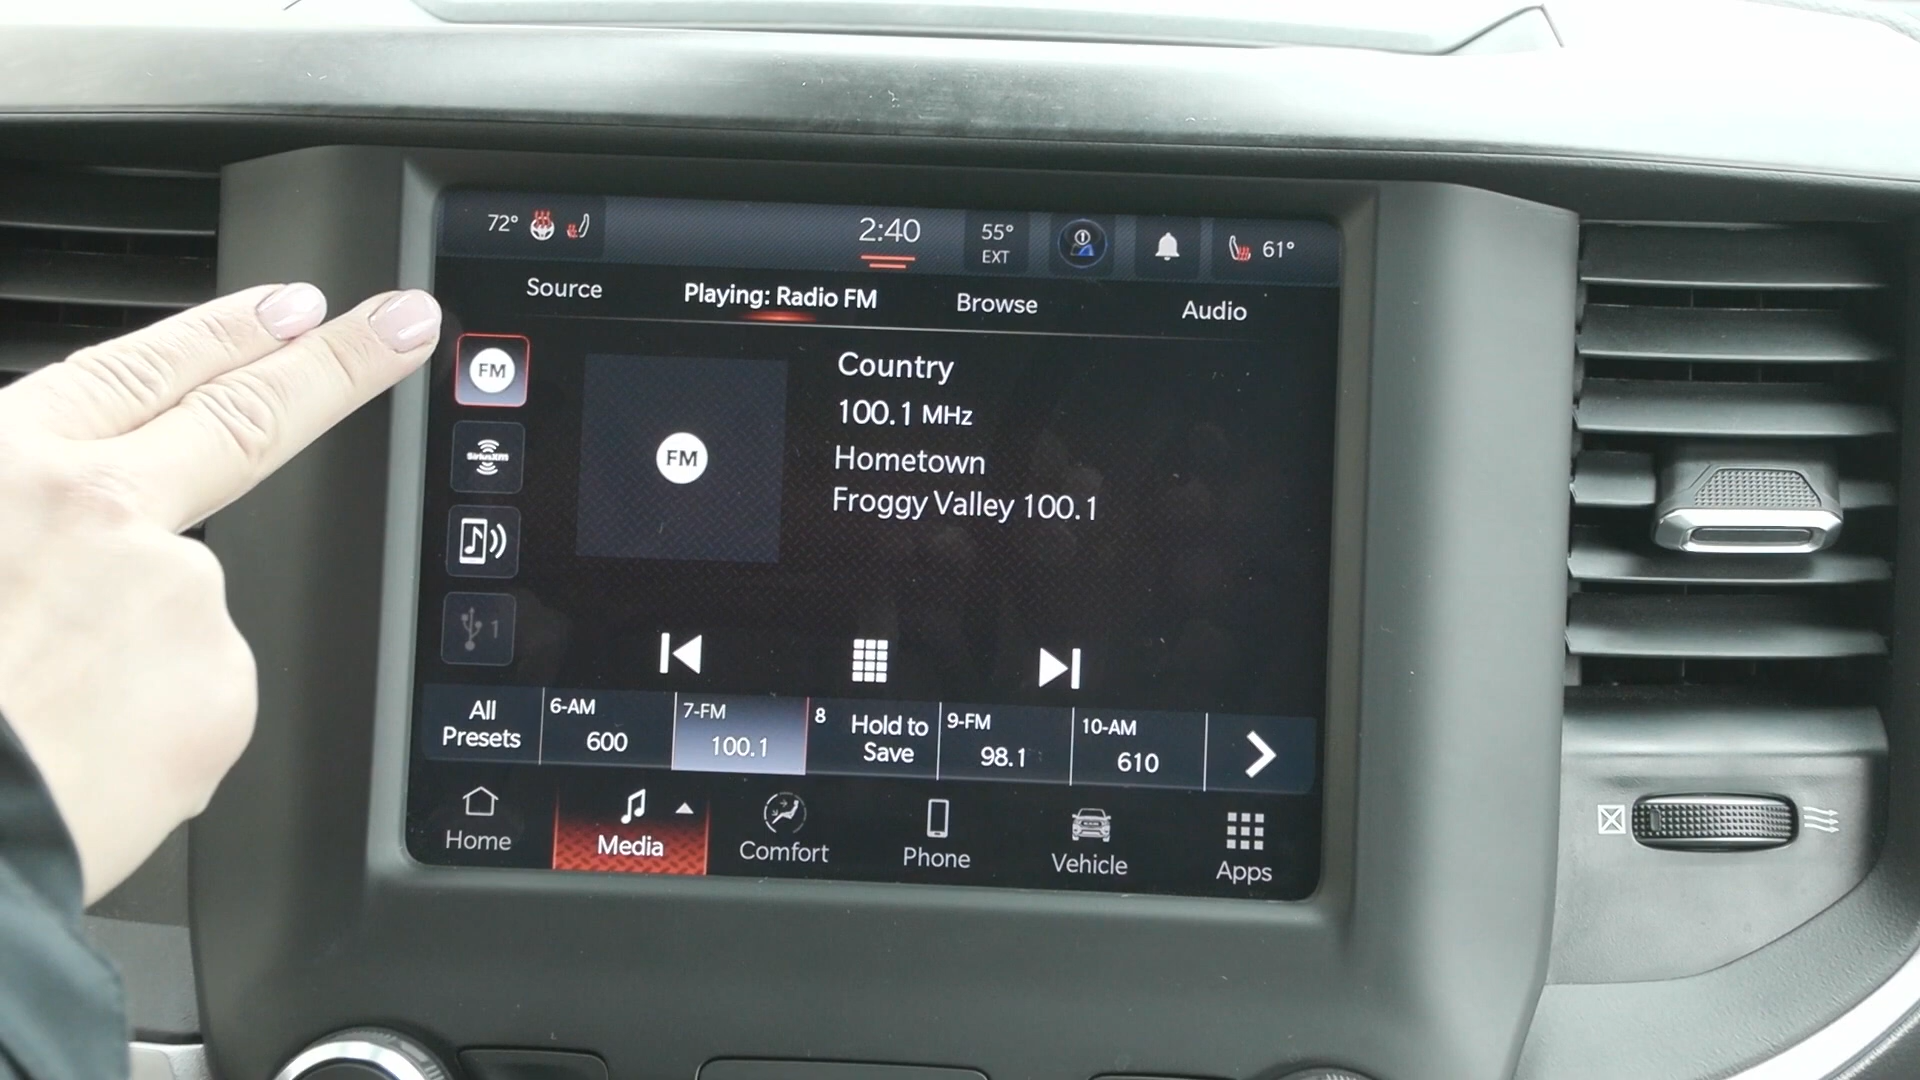 72°
2:40
55°
EXT
61°
Source
Playing: Radio FM
Browse
Audio
FM
SiriusXM
1
FM
Country
100.1 MHz
Hometown
Froggy Valley 100.1
All
Presets
6-AM
600
7-FM
100.1
8
Hold to
Save
9-FM
98.1
10-AM
610
Home
Media
Comfort
Phone
Vehicle
Apps